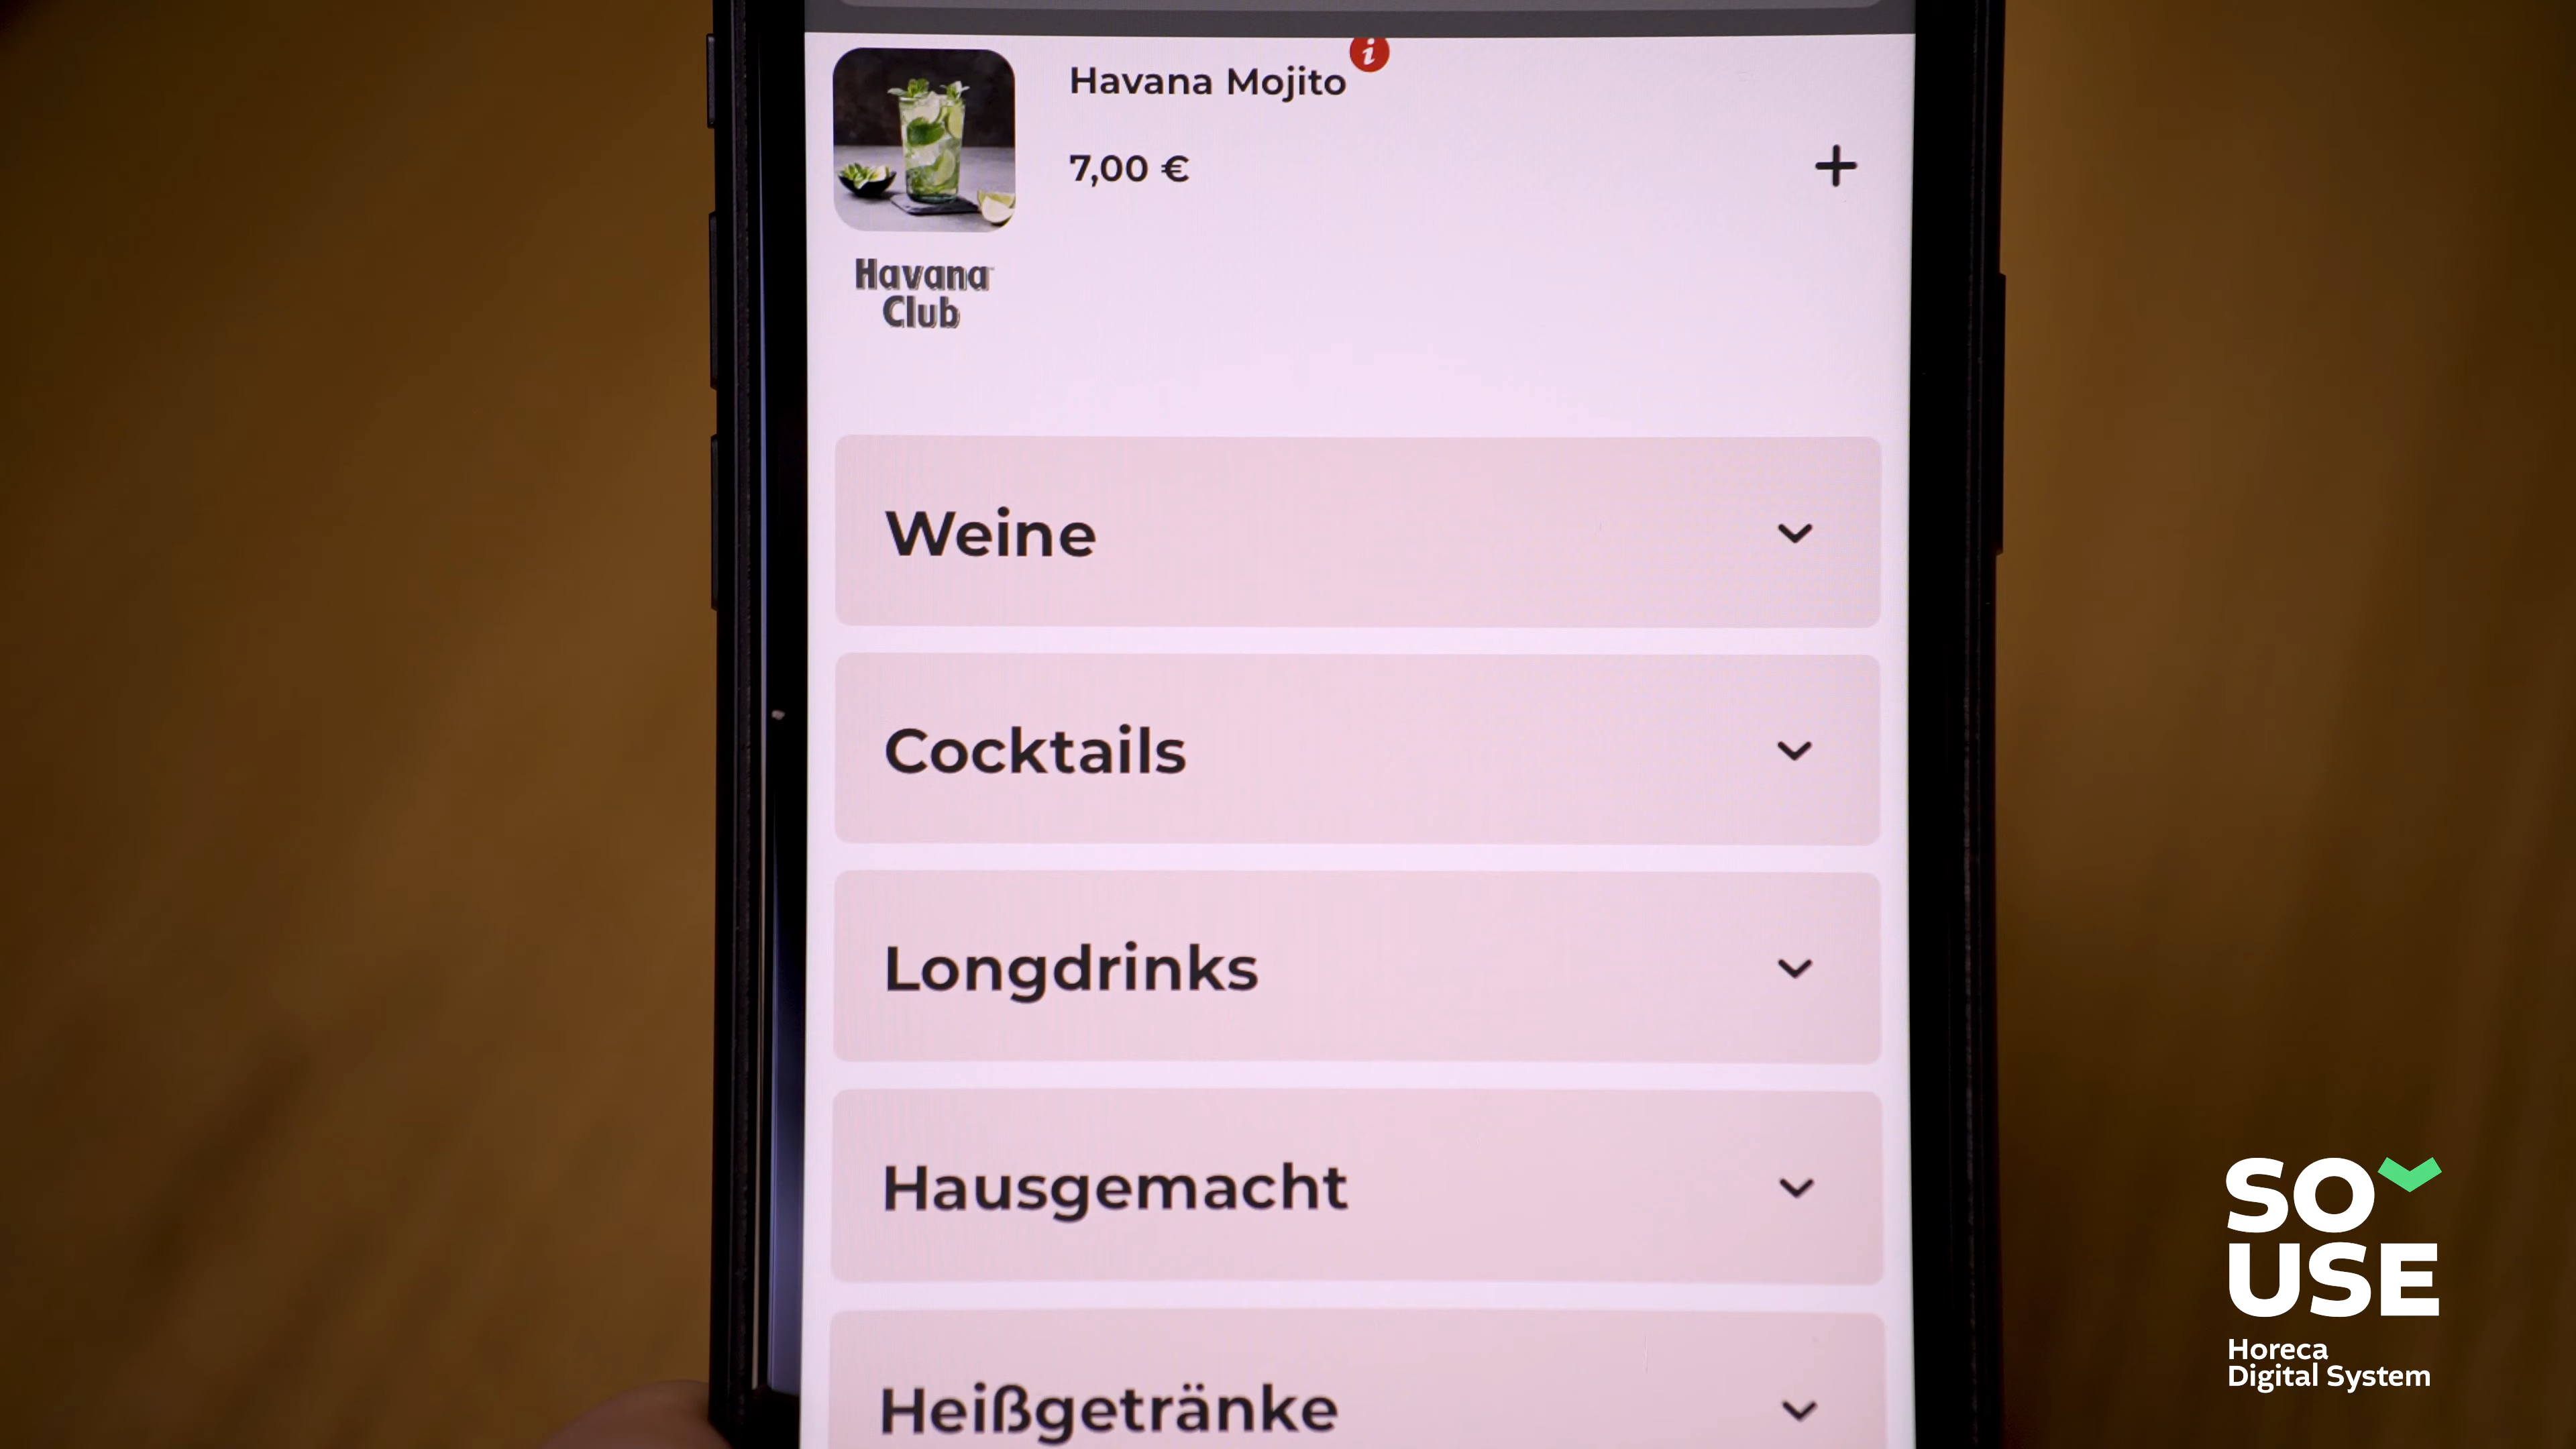 Havana Mojito
i
7,00 €
+
Havana
Club
Weine
Cocktails
Longdrinks
Hausgemacht
Heißgetränke
SO
USE
Horeca
Digital System